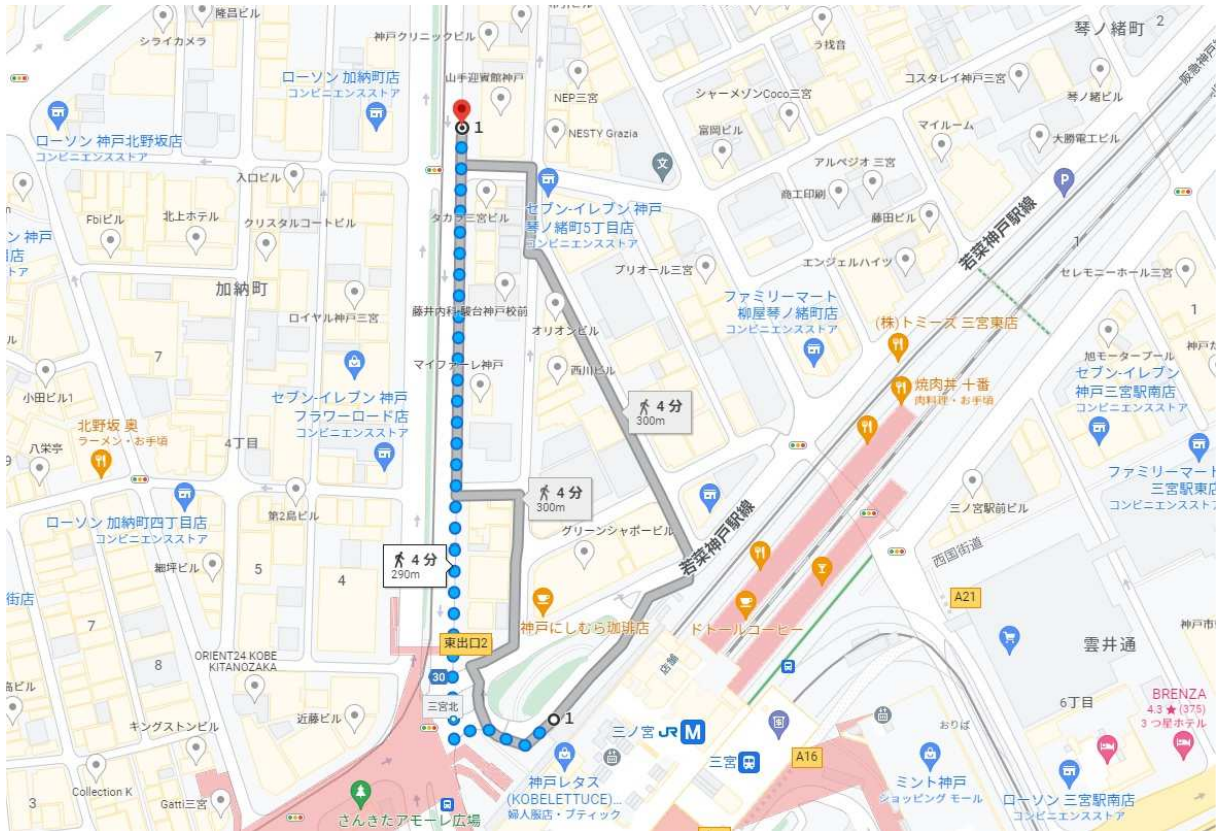 隆昌ビル
シライカメラ
神戸クリニックビル
う找音
琴ノ緒町
2
ローソン 加納町店
コンビニエンスストア
山手迎賓館神戸
NEP三宮
コスタレイ神戸三宮
琴ノ緒ビル
ローソン 神戸北野坂店
コンビニエンスストア
1
NESTY Grazia
シャーメゾンCoco三宮
富岡ビル
マイルーム
大勝電工ビル
入口ビル
文
アルペジオ 三宮
商工印刷
P
Fbiビル
北上ホテル
クリスタルコートビル
タカラ三宮ビル
セブン-イレブン 神戸
琴ノ緒町5丁目店
コンビニエンスストア
藤田ビル
若菜神戸駅線
1
加納町
プリオール三宮
エンジェルハイツ
セレモニーホール三宮
ロイヤル神戸三宮
藤井内科
駿台神戸校前
オリオンビル
ファミリーマート
柳屋琴ノ緒町店
コンビニエンスストア
(株)トミーズ 三宮東店
1
7
小田ビル1
セブン-イレブン 神戸
フラワーロード店
コンビニエンスストア
マイファーレ神戸
西川ビル
焼肉丼 十番
肉料理・お手頃
旭モータープール
セブン-イレブン
神戸三宮駅南店
コンビニエンスストア
北野坂 奥
ラーメン・お手頃
4丁目
4 分
300m
八栄亭
ローソン 加納町四丁目店
コンビニエンスストア
第2島ビル
4 分
300m
グリーンシャポービル
若菜神戸駅線
三ノ宮駅前ビル
ファミリーマート
三宮駅東店
コンビニエンスストア
4 分
290m
細坪ビル
5
4
西国街道
A21
街店
7
8
東出口2
神戸にしむら珈琲店
ドトールコーヒー
雲井通
ORIENT24 KOBE
KITANOZAKA
30
三宮北
店舗
6丁目
BRENZA
4.3 ★ (375)
3 つ星ホテル
キングストンビル
近藤ビル
1
三ノ宮 JR M
三宮
A16
おりば
3
Collection K
Gatti三宮
さんきたアモーレ広場
神戸レタス
(KOBELETTUCE)...
婦人服店・ブティック
ミント神戸
ショッピング モール
ローソン 三宮駅南店
コンビニエンスストア